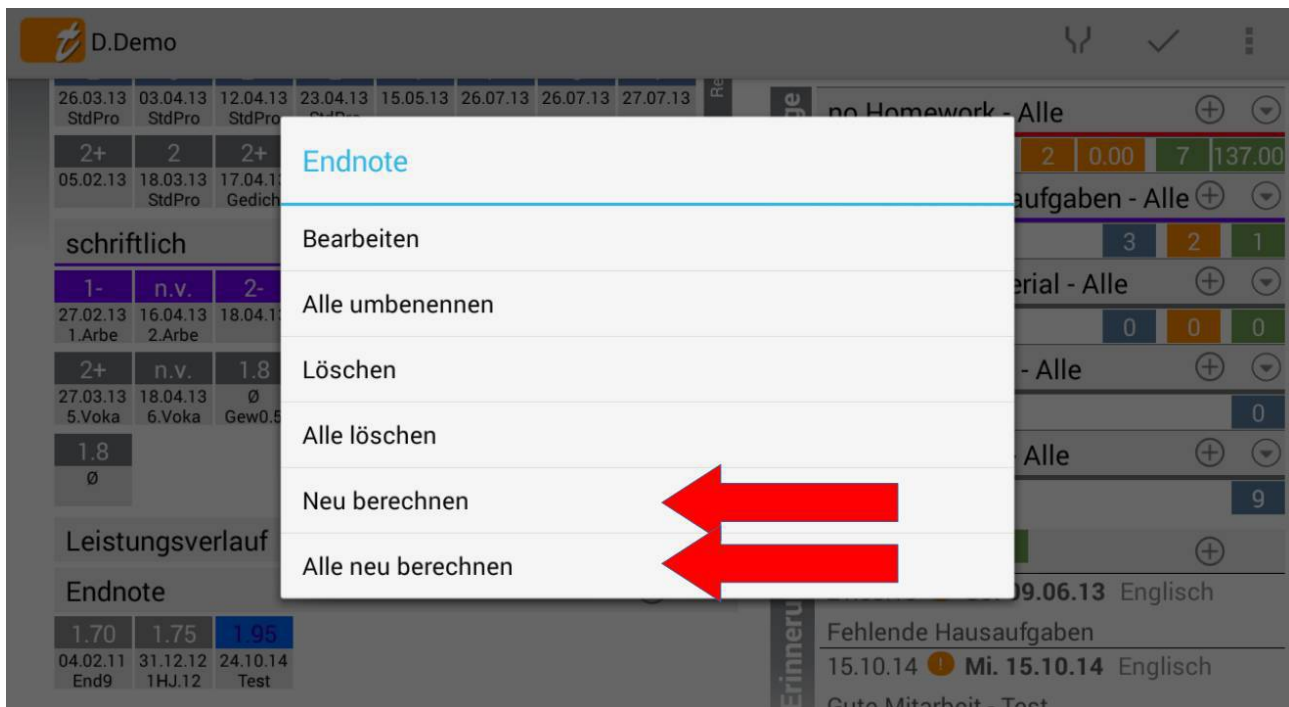 D.Demo
26.03.13 03.04.13 12.04.13 23.04.13 15.05.13 26.07.13 26.07.13 27.07.13
StdPro StdPro StdPro StdPro
2+ 2 2+
05.02.13 18.03.13 17.04.1
StdPro Gedich
schriftlich
1- n.v. 2-
27.02.13 16.04.13 18.04.1
1.Arbe 2.Arbe
2+ n.v. 1.8
27.03.13 18.04.13 Ø
5.Voka 6.Voka Gew0.5
1.8
Ø
Leistungsverlauf
Endnote
1.70 1.75 1.95
04.02.11 31.12.12 24.10.14
End9 1HJ.12 Test
Endnote
Bearbeiten
Alle umbenennen
Löschen
Alle löschen
Neu berechnen
Alle neu berechnen
no Homework - Alle
2 0.00 7 137.00
aufgaben - Alle
3 2 1
erial - Alle
0 0 0
- Alle
0
Alle
9
09.06.13 Englisch
Fehlende Hausaufgaben
15.10.14 Mi. 15.10.14 Englisch
Gute Mitarbeit - Test
Erinneru